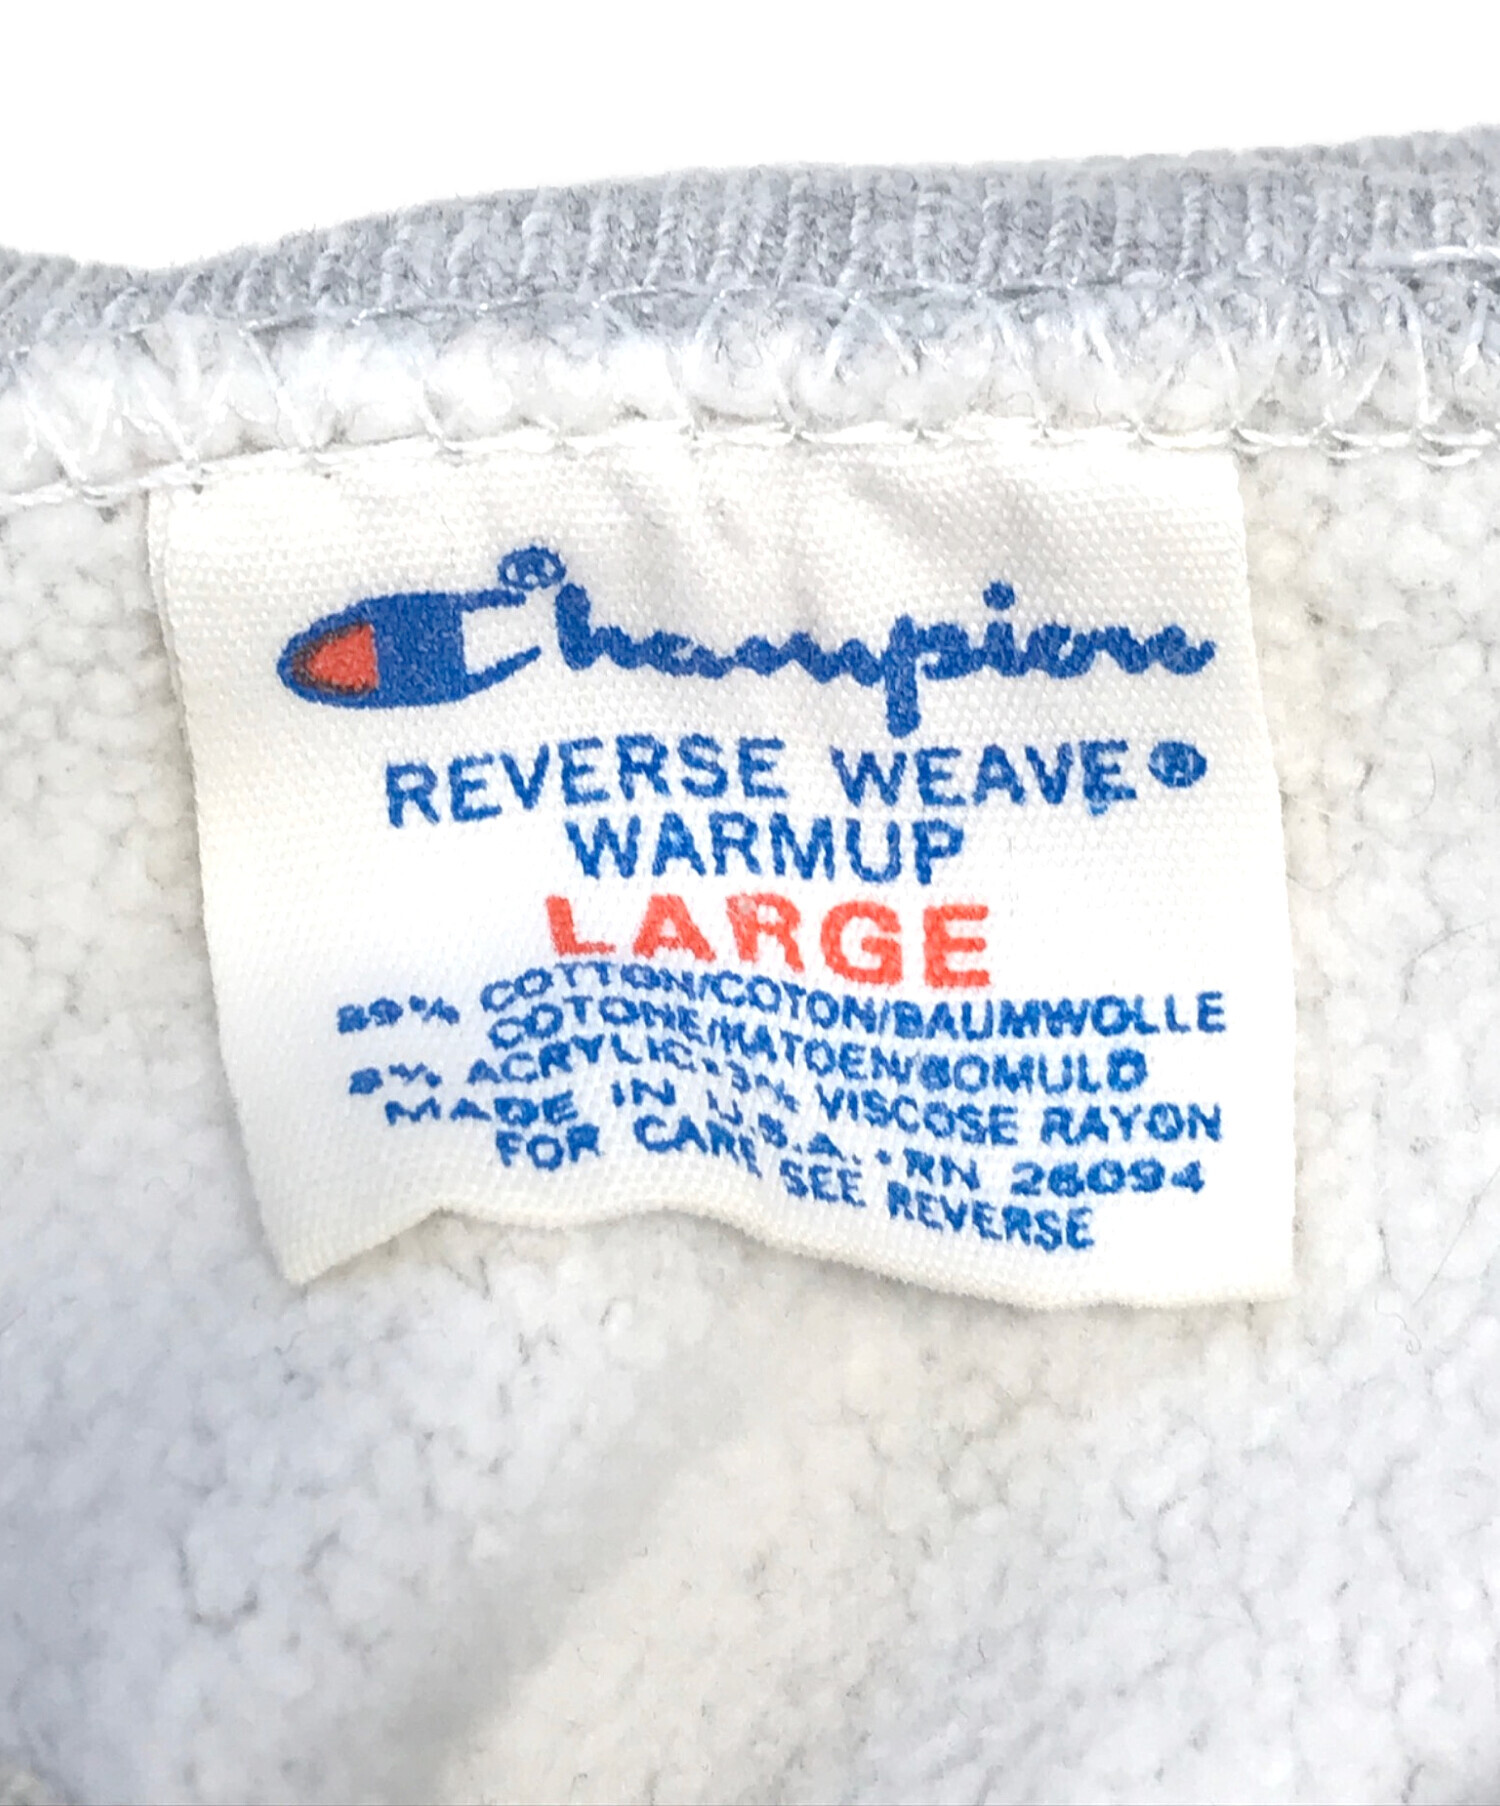 Champion®
REVERSE WEAVE®
WARMUP
LARGE
89% COTTON/COTON/BAUMWOLLE
COTONE/KATOEN/BOMULD
8% ACRYLIC·3% VISCOSE RAYON
MADE IN U.S.A. · RN 26094
FOR CARE SEE REVERSE